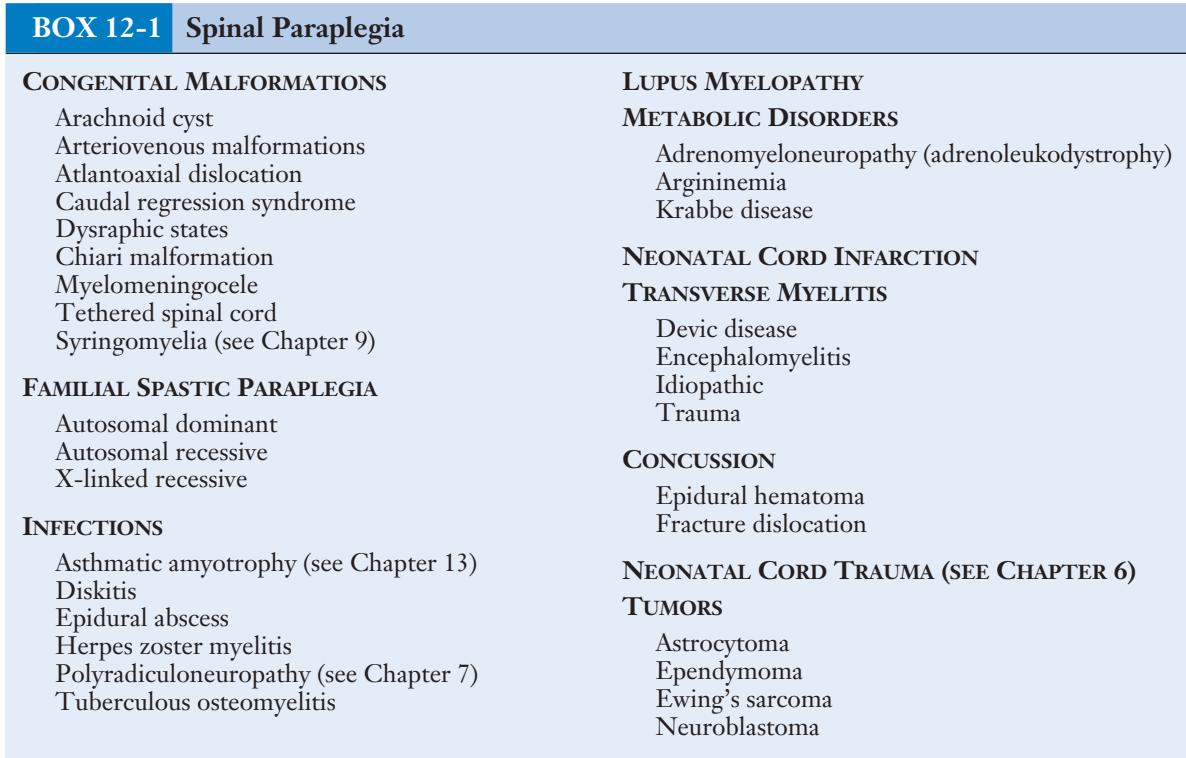 BOX 12-1 Spinal Paraplegia
CONGENITAL MALFORMATIONS
Arachnoid cyst
Arteriovenous malformations
Atlantoaxial dislocation
Caudal regression syndrome
Dysraphic states
Chiari malformation
Myelomeningocele
Tethered spinal cord
Syringomyelia (see Chapter 9)
FAMILIAL SPASTIC PARAPLEGIA
Autosomal dominant
Autosomal recessive
X-linked recessive
INFECTIONS
Asthmatic amyotrophy (see Chapter 13)
Diskitis
Epidural abscess
Herpes zoster myelitis
Polyradiculoneuropathy (see Chapter 7)
Tuberculous osteomyelitis
LUPUS MYELOPATHY
METABOLIC DISORDERS
Adrenomyeloneuropathy (adrenoleukodystrophy)
Argininemia
Krabbe disease
NEONATAL CORD INFARCTION
TRANSVERSE MYELITIS
Devic disease
Encephalomyelitis
Idiopathic
Trauma
CONCUSSION
Epidural hematoma
Fracture dislocation
NEONATAL CORD TRAUMA (SEE CHAPTER 6)
TUMORS
Astrocytoma
Ependymoma
Ewing's sarcoma
Neuroblastoma